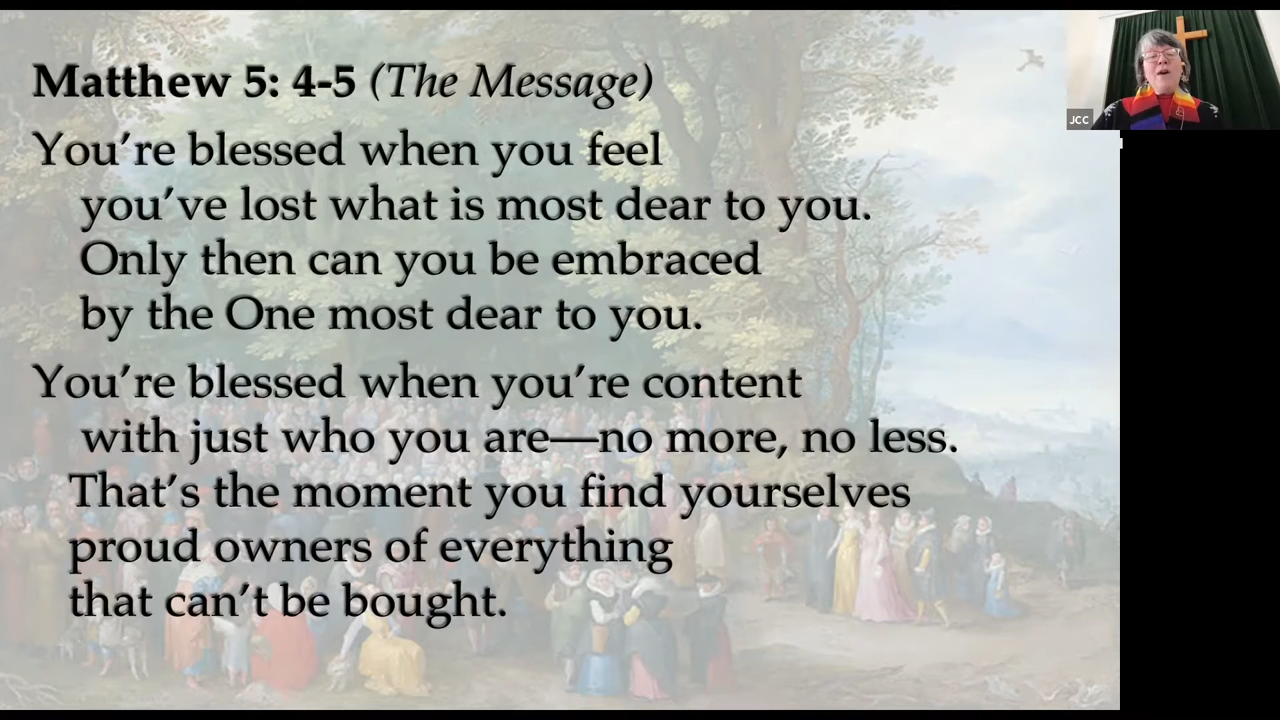 Matthew 5: 4-5 (The Message)
You’re blessed when you feel
you’ve lost what is most dear to you.
Only then can you be embraced
by the One most dear to you.
You’re blessed when you’re content
with just who you are—no more, no less.
That’s the moment you find yourselves
proud owners of everything
that can’t be bought.
JCC